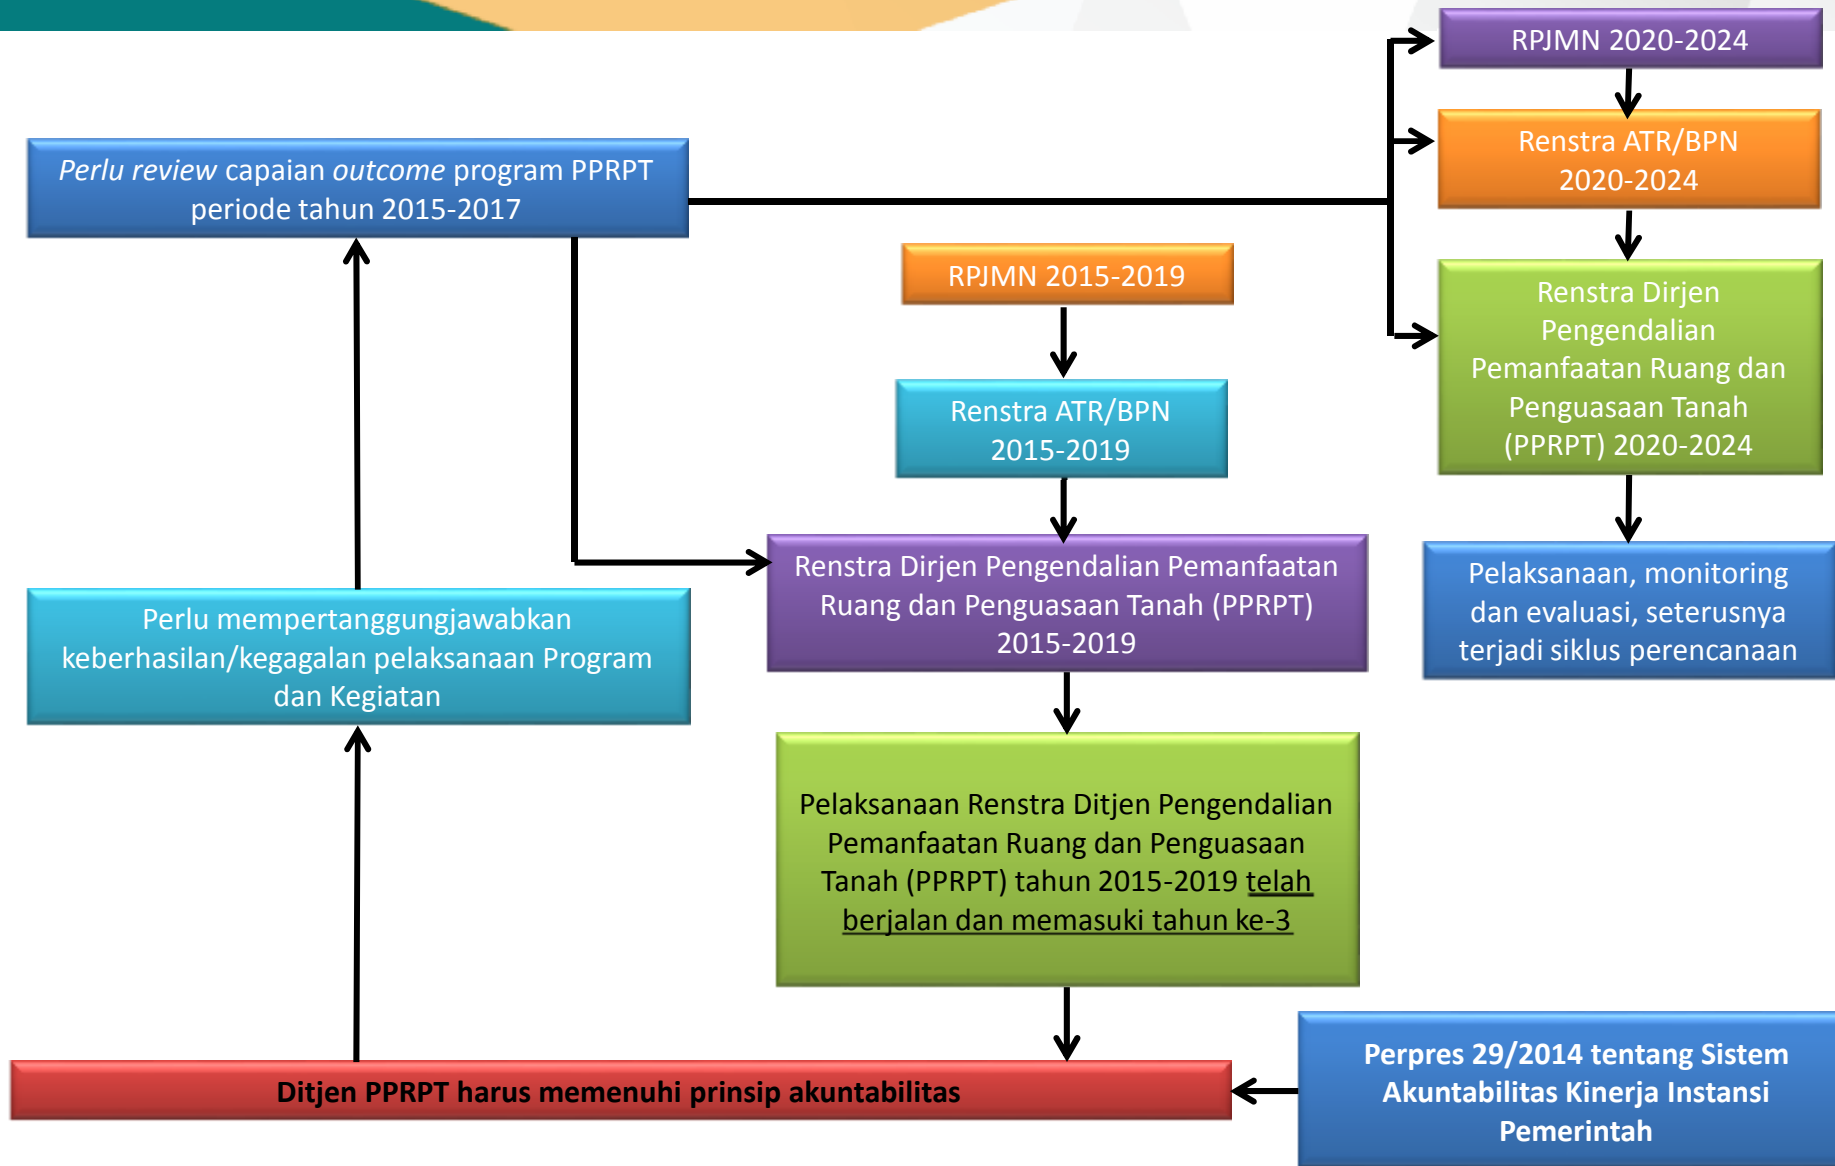 RPJMN 2020-2024
Renstra ATR/BPN
2020-2024
Perlu review capaian outcome program PPRPT
periode tahun 2015-2017
RPJMN 2015-2019
Renstra Dirjen
Pengendalian
Pemanfaatan Ruang dan
Penguasaan Tanah
(PPRPT) 2020-2024
Renstra ATR/BPN
2015-2019
Renstra Dirjen Pengendalian Pemanfaatan
Ruang dan Penguasaan Tanah (PPRPT)
2015-2019
Pelaksanaan, monitoring
dan evaluasi, seterusnya
terjadi siklus perencanaan
Perlu mempertanggungjawabkan
keberhasilan/kegagalan pelaksanaan Program
dan Kegiatan
Pelaksanaan Renstra Ditjen Pengendalian
Pemanfaatan Ruang dan Penguasaan
Tanah (PPRPT) tahun 2015-2019 telah
berjalan dan memasuki tahun ke-3
Ditjen PPRPT harus memenuhi prinsip akuntabilitas
Perpres 29/2014 tentang Sistem
Akuntabilitas Kinerja Instansi
Pemerintah